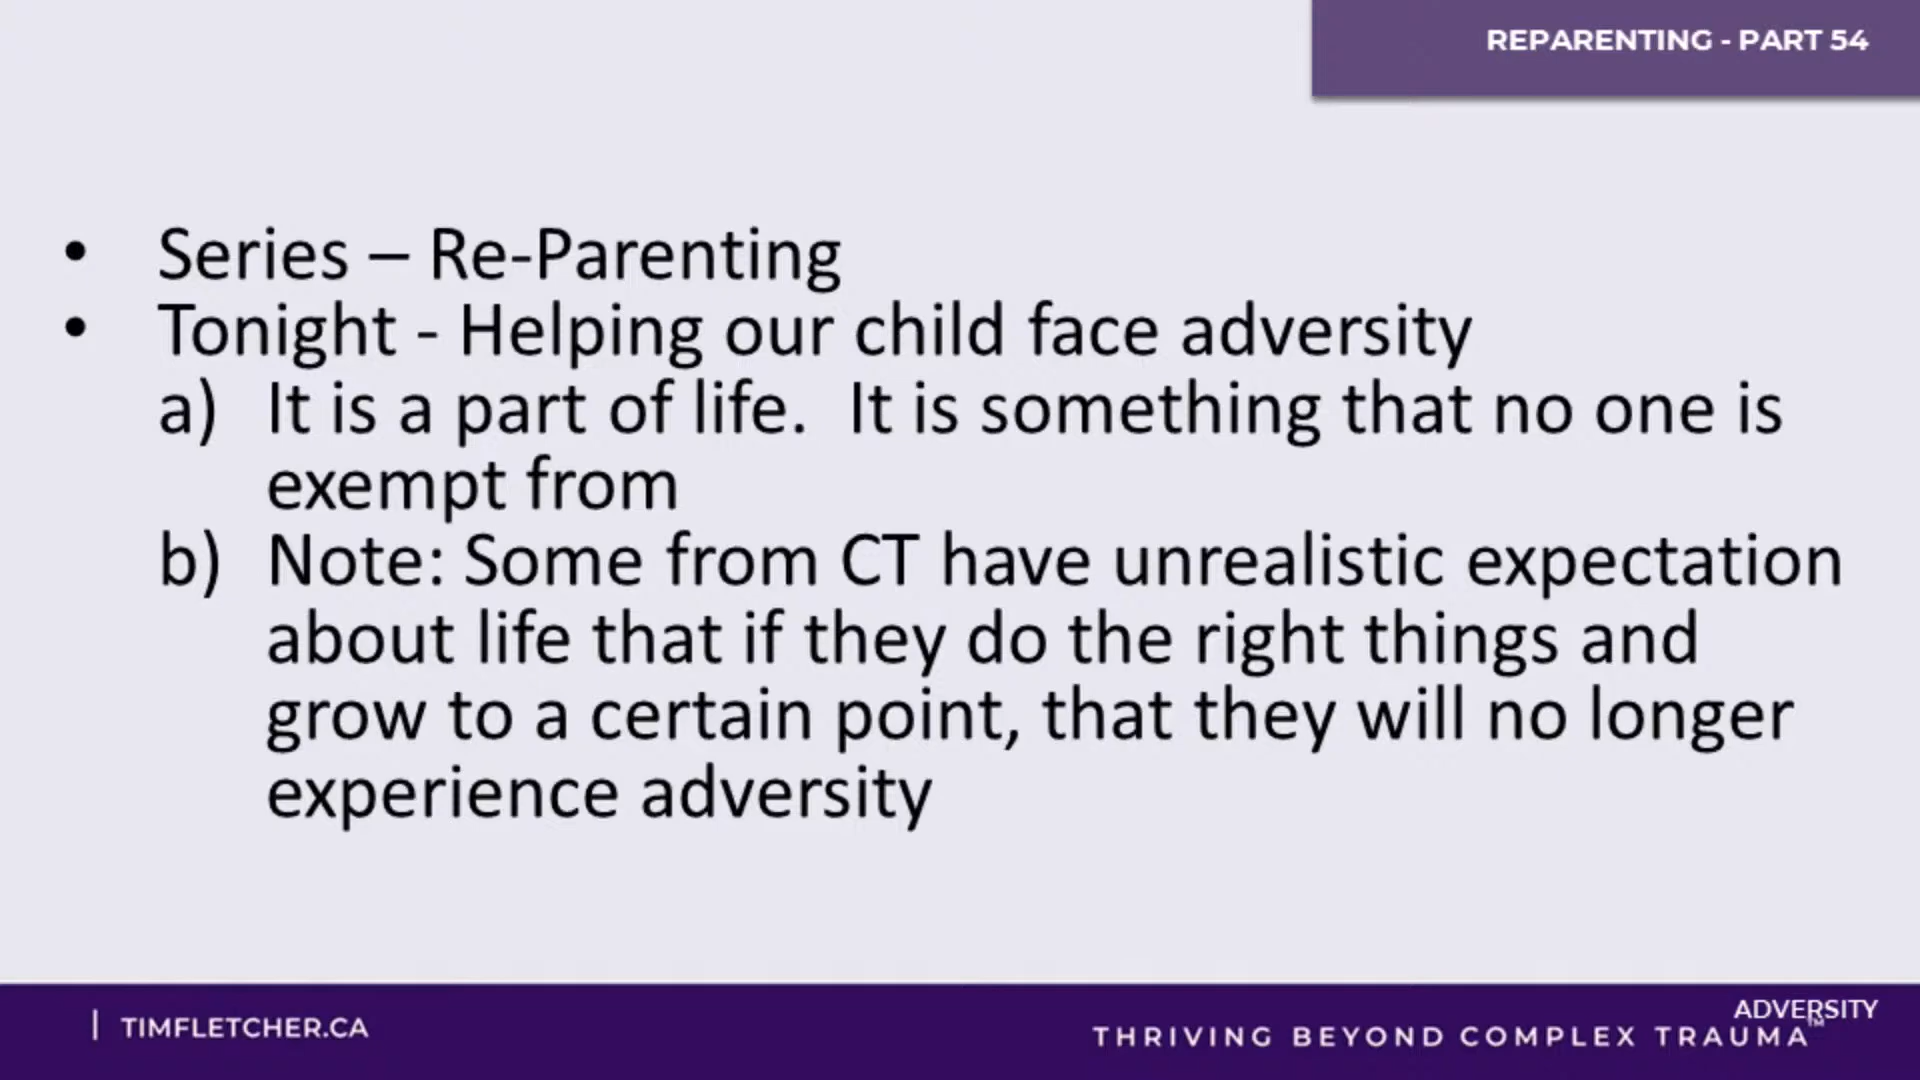 REPARENTING - PART 54
• Series – Re-Parenting
• Tonight - Helping our child face adversity
a) It is a part of life.  It is something that no one is
exempt from
b) Note: Some from CT have unrealistic expectation
about life that if they do the right things and
grow to a certain point, that they will no longer
experience adversity
| TIMFLETCHER.CA
ADVERSITY
THRIVING BEYOND COMPLEX TRAUMA™